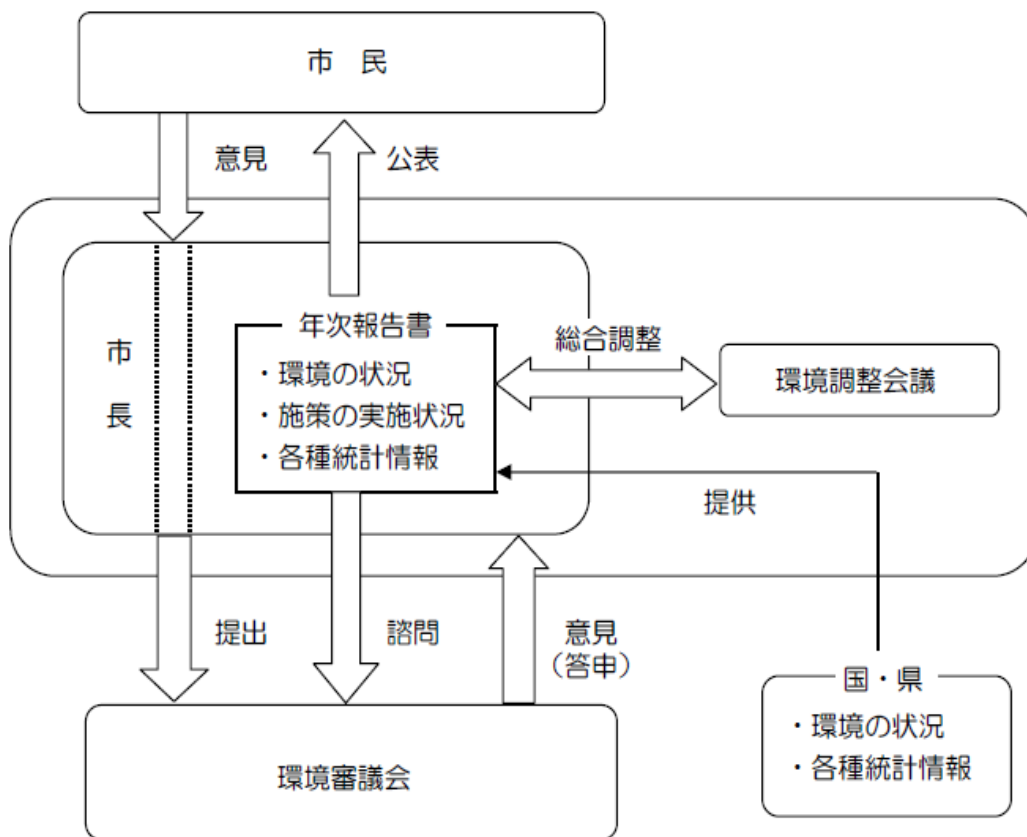 市　民
意見
公表
年次報告書
・環境の状況
・施策の実施状況
・各種統計情報
市
長
総合調整
環境調整会議
提供
提出
諮問
意見
（答申）
国・県
・環境の状況
・各種統計情報
環境審議会